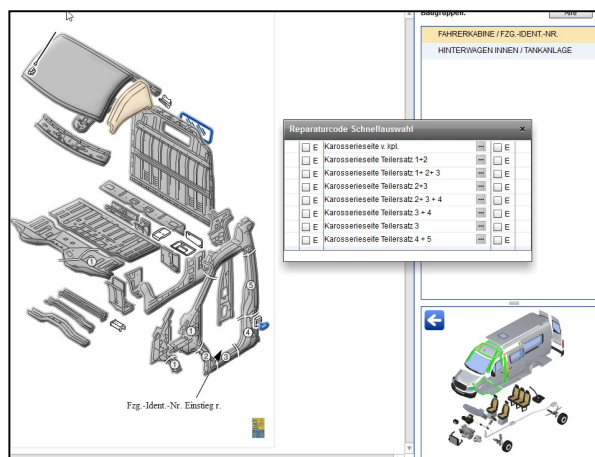 Baugruppen:
Alle
FAHRERKABINE / FZG.-IDENT.-NR.
HINTERWAGEN INNEN / TANKANLAGE
Reparaturcode Schnellauswahl ×
E Karosserieseite v. kpl. ... E
E Karosserieseite Teilersatz 1+2 ... E
E Karosserieseite Teilersatz 1+ 2+ 3 ... E
E Karosserieseite Teilersatz 2+3 ... E
E Karosserieseite Teilersatz 2+ 3 + 4 ... E
E Karosserieseite Teilersatz 3 + 4 ... E
E Karosserieseite Teilersatz 3 ... E
E Karosserieseite Teilersatz 4 + 5 ... E
1
5
4
1
2
3
1
Fzg.-Ident.-Nr. Einstieg r.